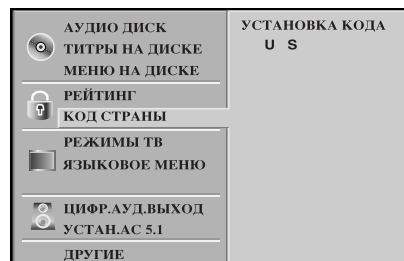 АУДИО ДИСК
ТИТРЫ НА ДИСКЕ
МЕНЮ НА ДИСКЕ
РЕЙТИНГ
КОД СТРАНЫ
РЕЖИМЫ ТВ
ЯЗЫКОВОЕ МЕНЮ
ЦИФР.АУД.ВЫХОД
УСТАН.АС 5.1
ДРУГИЕ
УСТАНОВКА КОДА
U S